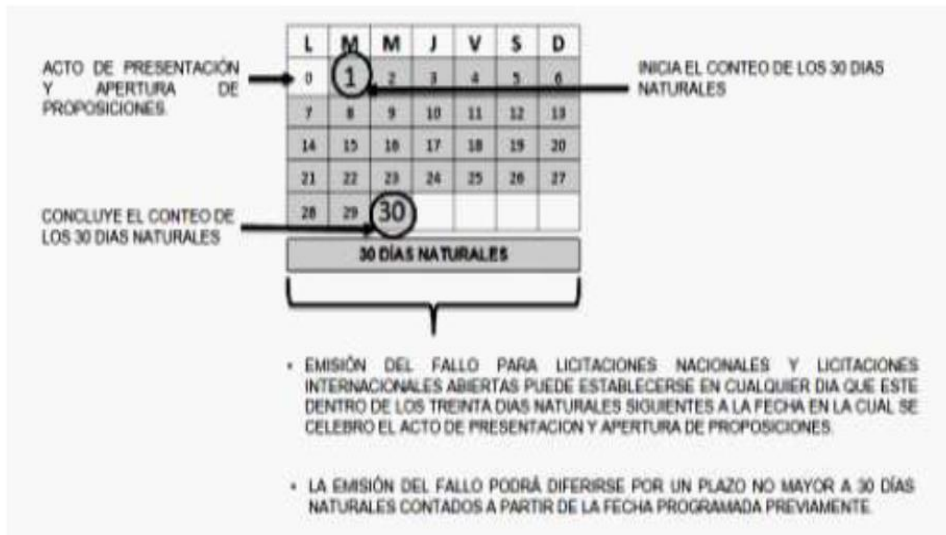 L M M J V S D
ACTO DE PRESENTACIÓN
Y APERTURA DE
PROPOSICIONES.
0 1 2 3 4 5 6
INICIA EL CONTEO DE LOS 30 DIAS
NATURALES
7 8 9 10 11 12 13
14 15 16 17 18 19 20
21 22 23 24 25 26 27
CONCLUYE EL CONTEO DE
LOS 30 DIAS NATURALES
28 29 30
30 DÍAS NATURALES
• EMISIÓN DEL FALLO PARA LICITACIONES NACIONALES Y LICITACIONES
INTERNACIONALES ABIERTAS PUEDE ESTABLECERSE EN CUALQUIER DIA QUE ESTE
DENTRO DE LOS TREINTA DIAS NATURALES SIGUIENTES A LA FECHA EN LA CUAL SE
CELEBRO EL ACTO DE PRESENTACION Y APERTURA DE PROPOSICIONES.
• LA EMISIÓN DEL FALLO PODRÁ DIFERIRSE POR UN PLAZO NO MAYOR A 30 DÍAS
NATURALES CONTADOS A PARTIR DE LA FECHA PROGRAMADA PREVIAMENTE.